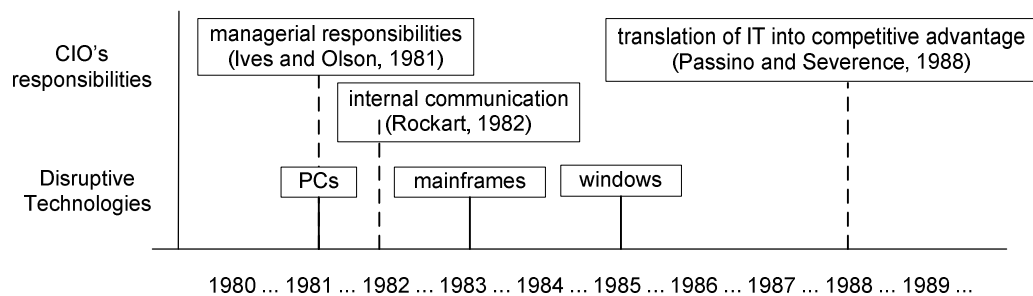 CIO's
responsibilities
managerial responsibilities
(Ives and Olson, 1981)
translation of IT into competitive advantage
(Passino and Severence, 1988)
internal communication
(Rockart, 1982)
Disruptive
Technologies
PCs
mainframes
windows
1980 ... 1981 ... 1982 ... 1983 ... 1984 ... 1985 ... 1986 ... 1987 ... 1988 ... 1989 ...